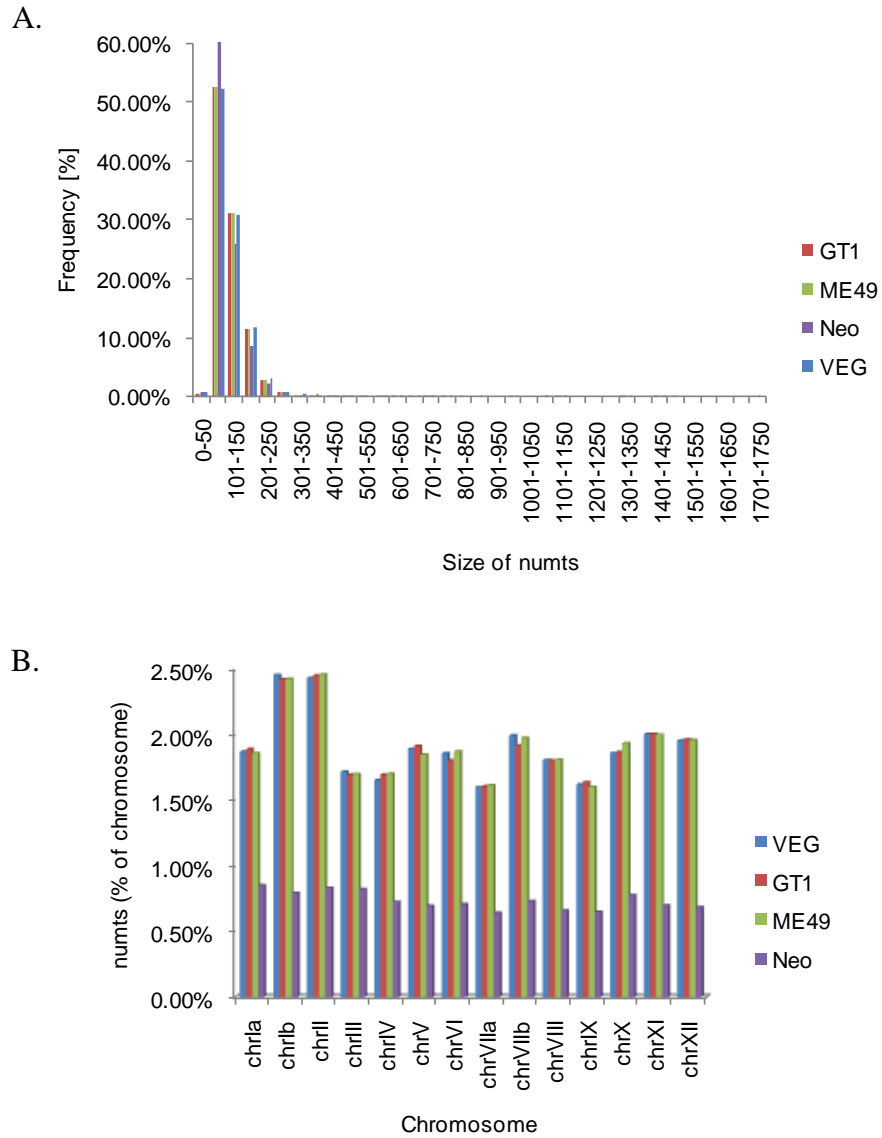 A.
60.00%
50.00%
40.00%
30.00%
20.00%
10.00%
0.00%
Frequency [%]
0-50
101-150
201-250
301-350
401-450
501-550
601-650
701-750
801-850
901-950
1001-1050
1101-1150
1201-1250
1301-1350
1401-1450
1501-1550
1601-1650
1701-1750
Size of numts
GT1
ME49
Neo
VEG
B.
2.50%
2.00%
1.50%
1.00%
0.50%
0.00%
numts (% of chromosome)
chrIa
chrIb
chrII
chrIII
chrIV
chrV
chrVI
chrVIIa
chrVIIb
chrVIII
chrIX
chrX
chrXI
chrXII
Chromosome
VEG
GT1
ME49
Neo